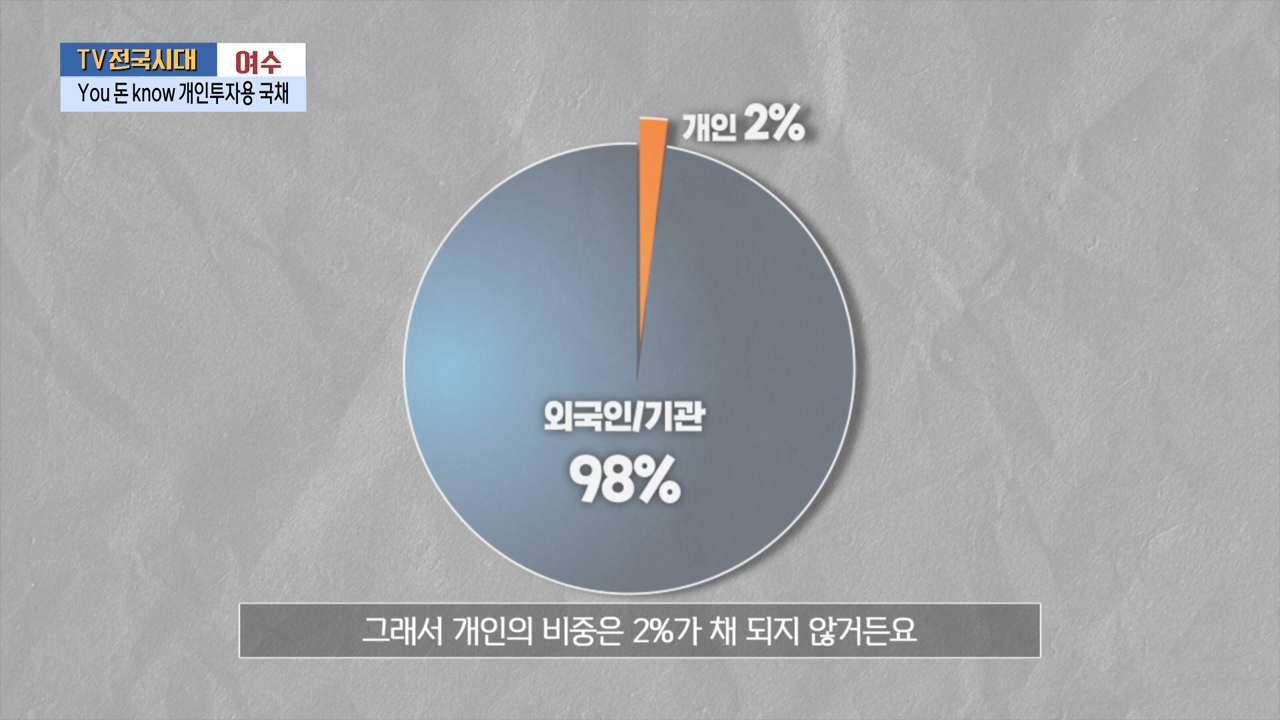 TV전국시대 여수
You 돈 know 개인투자용 국채
개인 2%
외국인/기관
98%
그래서 개인의 비중은 2%가 채 되지 않거든요